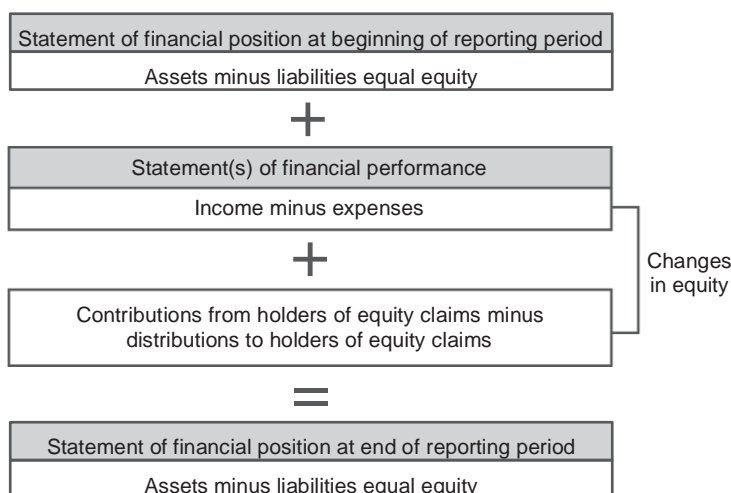 Statement of financial position at beginning of reporting period
Assets minus liabilities equal equity
+
Statement(s) of financial performance
Income minus expenses
+
Changes
in equity
Contributions from holders of equity claims minus
distributions to holders of equity claims
=
Statement of financial position at end of reporting period
Assets minus liabilities equal equity